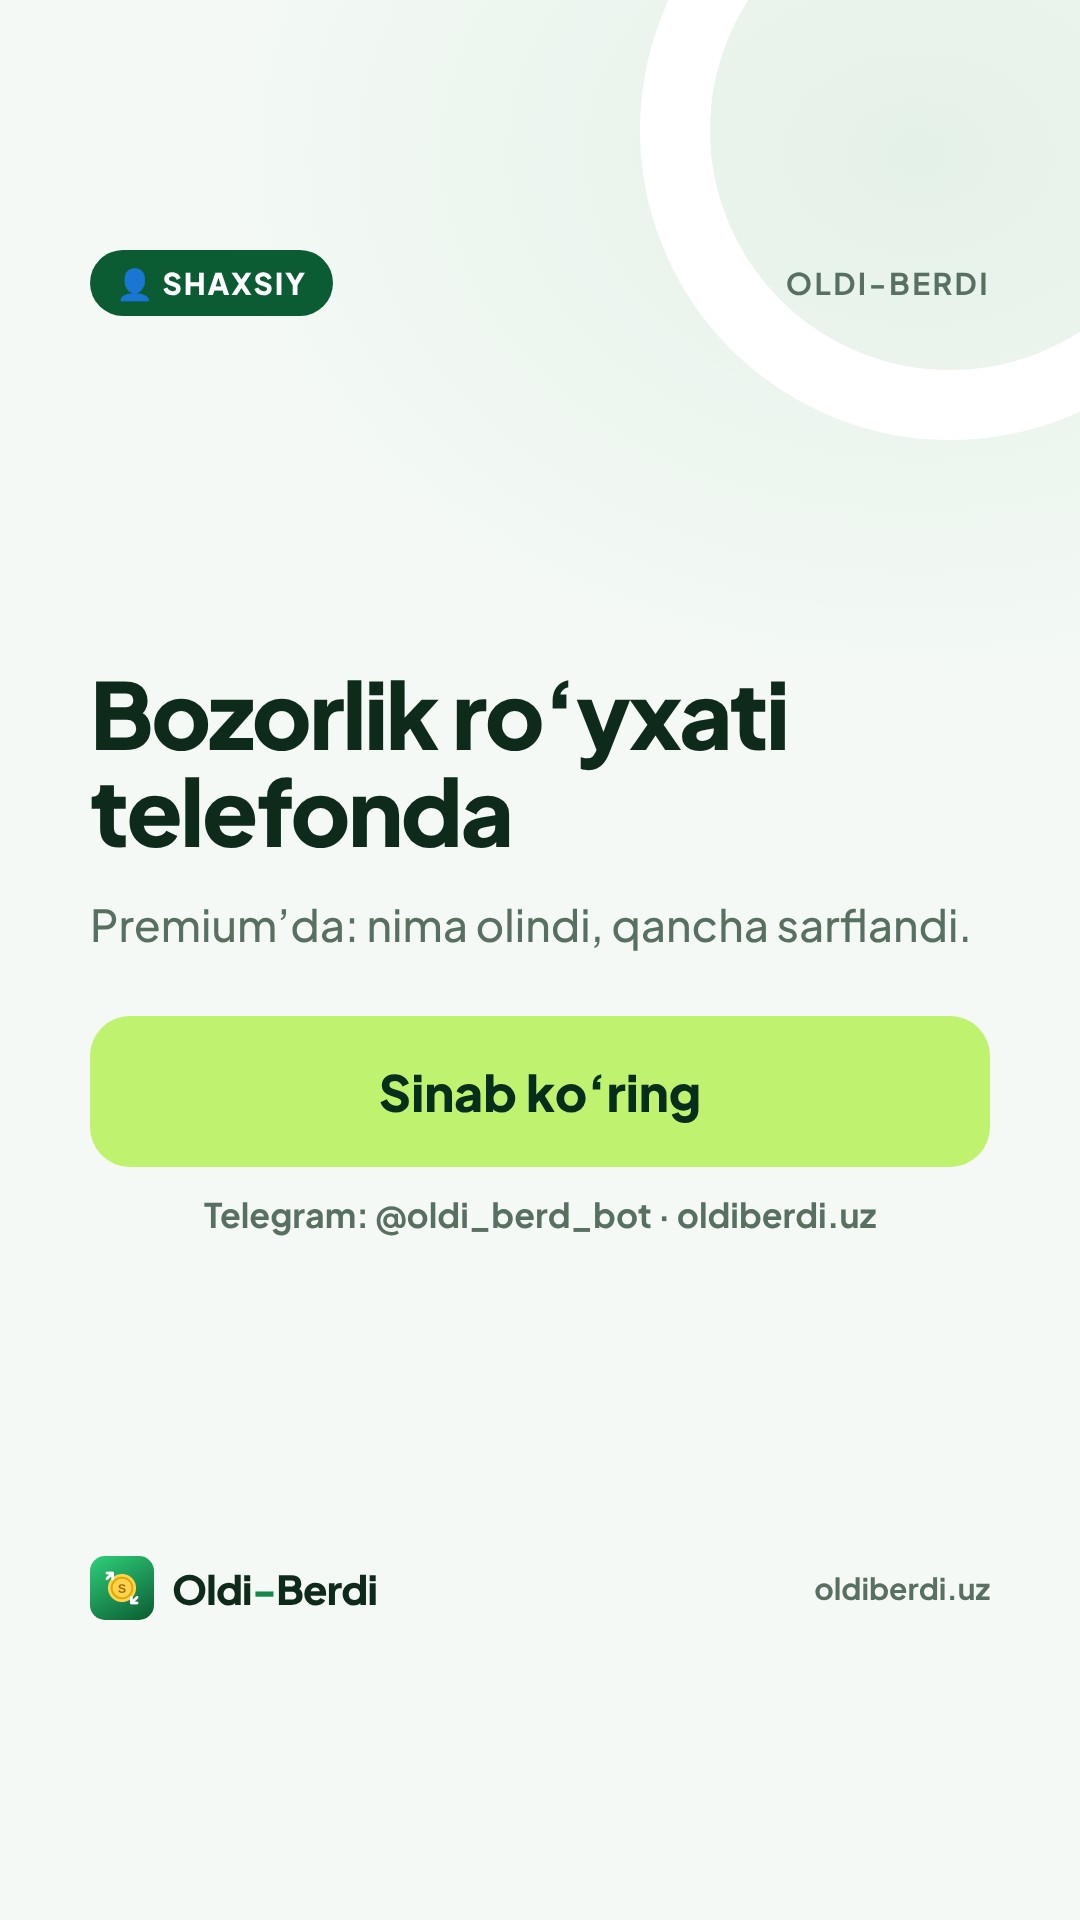 👤 SHAXSIY
OLDI-BERDI
Bozorlik ro‘yxati
telefonda
Premium’da: nima olindi, qancha sarflandi.
Sinab ko‘ring
Telegram: @oldi_berd_bot · oldiberdi.uz
S
Oldi-Berdi
oldiberdi.uz